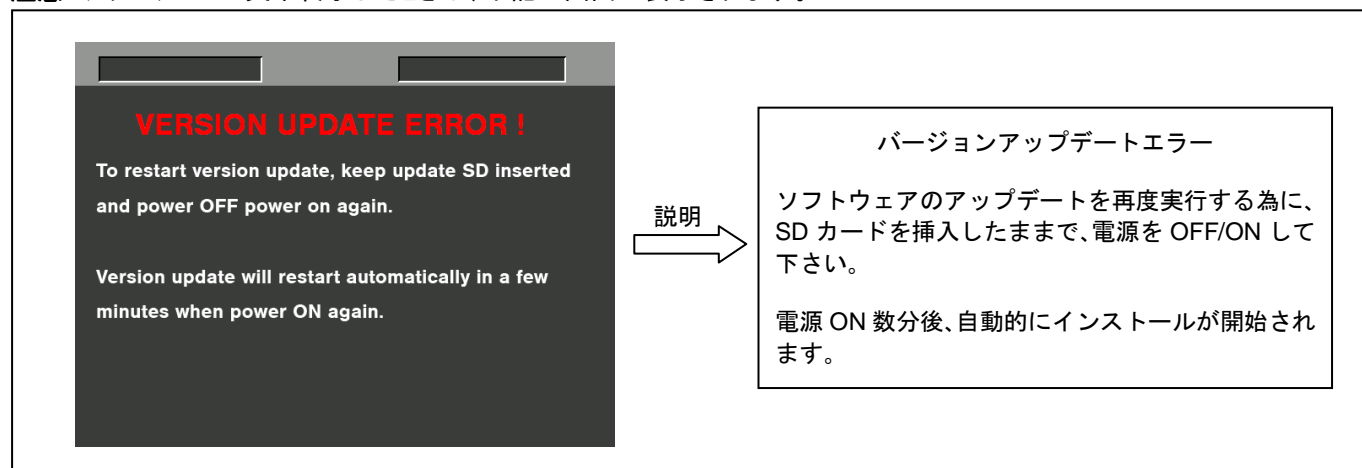 VERSION UPDATE ERROR !
To restart version update, keep update SD inserted
and power OFF power on again.
Version update will restart automatically in a few
minutes when power ON again.
説明
バージョンアップデートエラー
ソフトウェアのアップデートを再度実行する為に、
SD カードを挿入したままで、電源を OFF/ON して
下さい。
電源 ON 数分後、自動的にインストールが開始され
ます。